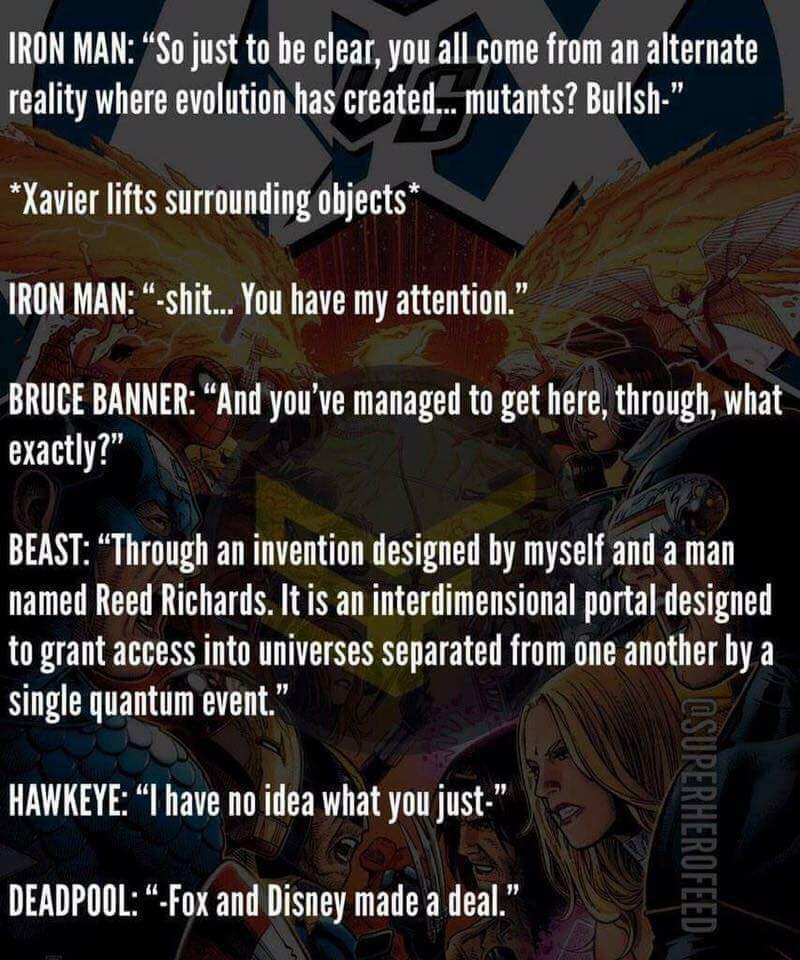 IRON MAN: “So just to be clear, you all come from an alternate
reality where evolution has created... mutants? Bullsh-”
*Xavier lifts surrounding objects*
IRON MAN: “-shit... You have my attention.”
BRUCE BANNER: “And you’ve managed to get here, through, what
exactly?”
BEAST: “Through an invention designed by myself and a man
named Reed Richards. It is an interdimensional portal designed
to grant access into universes separated from one another by a
single quantum event.”
HAWKEYE: “I have no idea what you just-”
DEADPOOL: “-Fox and Disney made a deal.”
@SUPERHEROFEED
VS